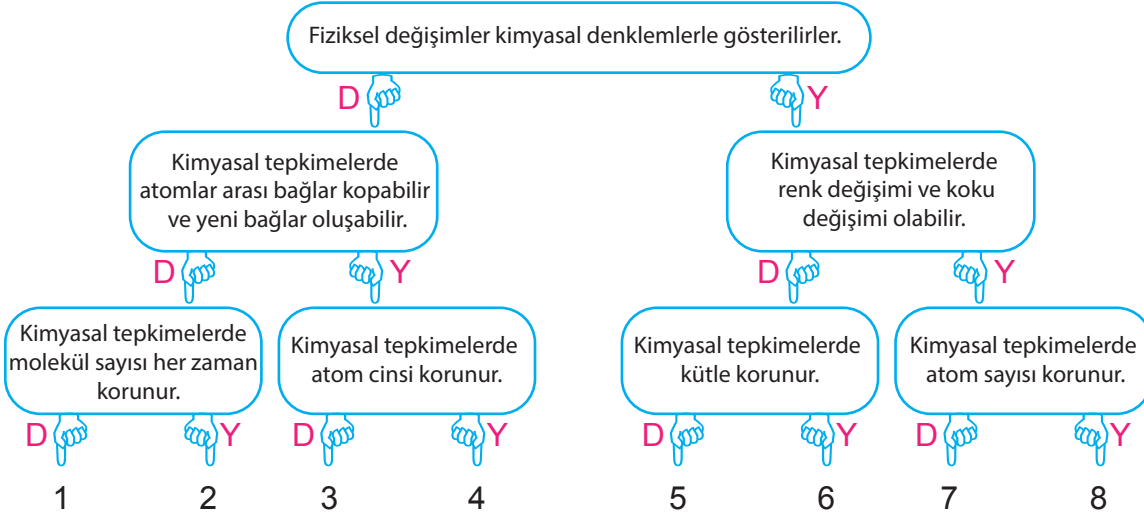 Fiziksel değişimler kimyasal denklemlerle gösterilirler.
D
Y
Kimyasal tepkimelerde
atomlar arası bağlar kopabilir
ve yeni bağlar oluşabilir.
Kimyasal tepkimelerde
renk değişimi ve koku
değişimi olabilir.
D
Y
D
Y
Kimyasal tepkimelerde
molekül sayısı her zaman
korunur.
Kimyasal tepkimelerde
atom cinsi korunur.
Kimyasal tepkimelerde
kütle korunur.
Kimyasal tepkimelerde
atom sayısı korunur.
D
Y
D
Y
D
Y
D
Y
1
2
3
4
5
6
7
8